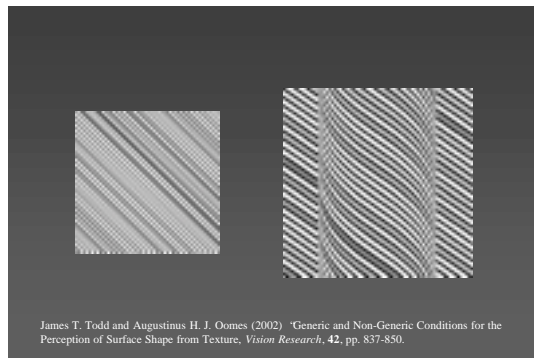 James T. Todd and Augustinus H. J. Oomes (2002) ‘Generic and Non-Generic Conditions for the
Perception of Surface Shape from Texture, Vision Research, 42, pp. 837-850.